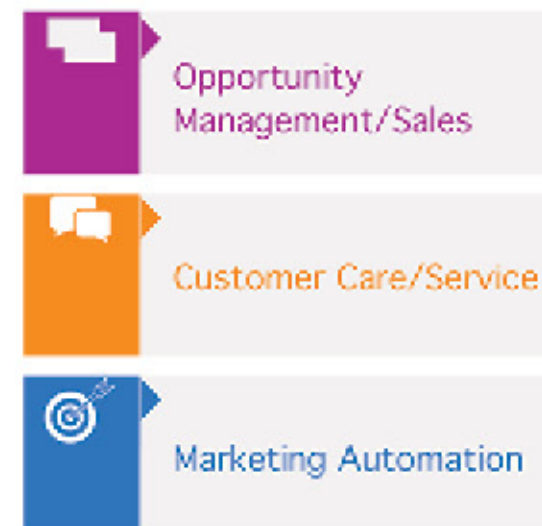 Opportunity
Management/Sales
Customer Care/Service
Marketing Automation